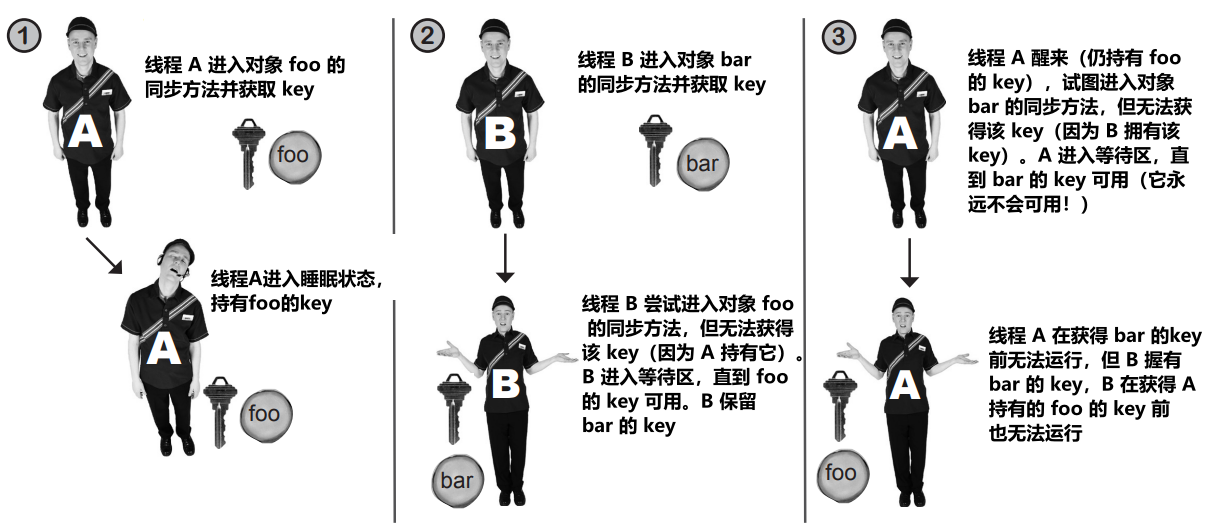 1
线程 A 进入对象 foo 的
同步方法并获取 key
A
foo
线程A进入睡眠状态，
持有foo的key
A
foo
2
线程 B 进入对象 bar
的同步方法并获取 key
B
bar
线程 B 尝试进入对象 foo
的同步方法，但无法获得
该 key（因为 A 持有它）。
B 进入等待区，直到 foo
的 key 可用。B 保留
bar 的 key
B
bar
3
线程 A 醒来（仍持有 foo
的 key），试图进入对象
bar 的同步方法，但无法获
得该 key（因为 B 拥有该
key）。A 进入等待区，直
到 bar 的 key 可用（它永
远不会可用！）
A
线程 A 在获得 bar 的key
前无法运行，但 B 握有
bar 的 key，B 在获得 A
持有的 foo 的 key 前
也无法运行
A
foo